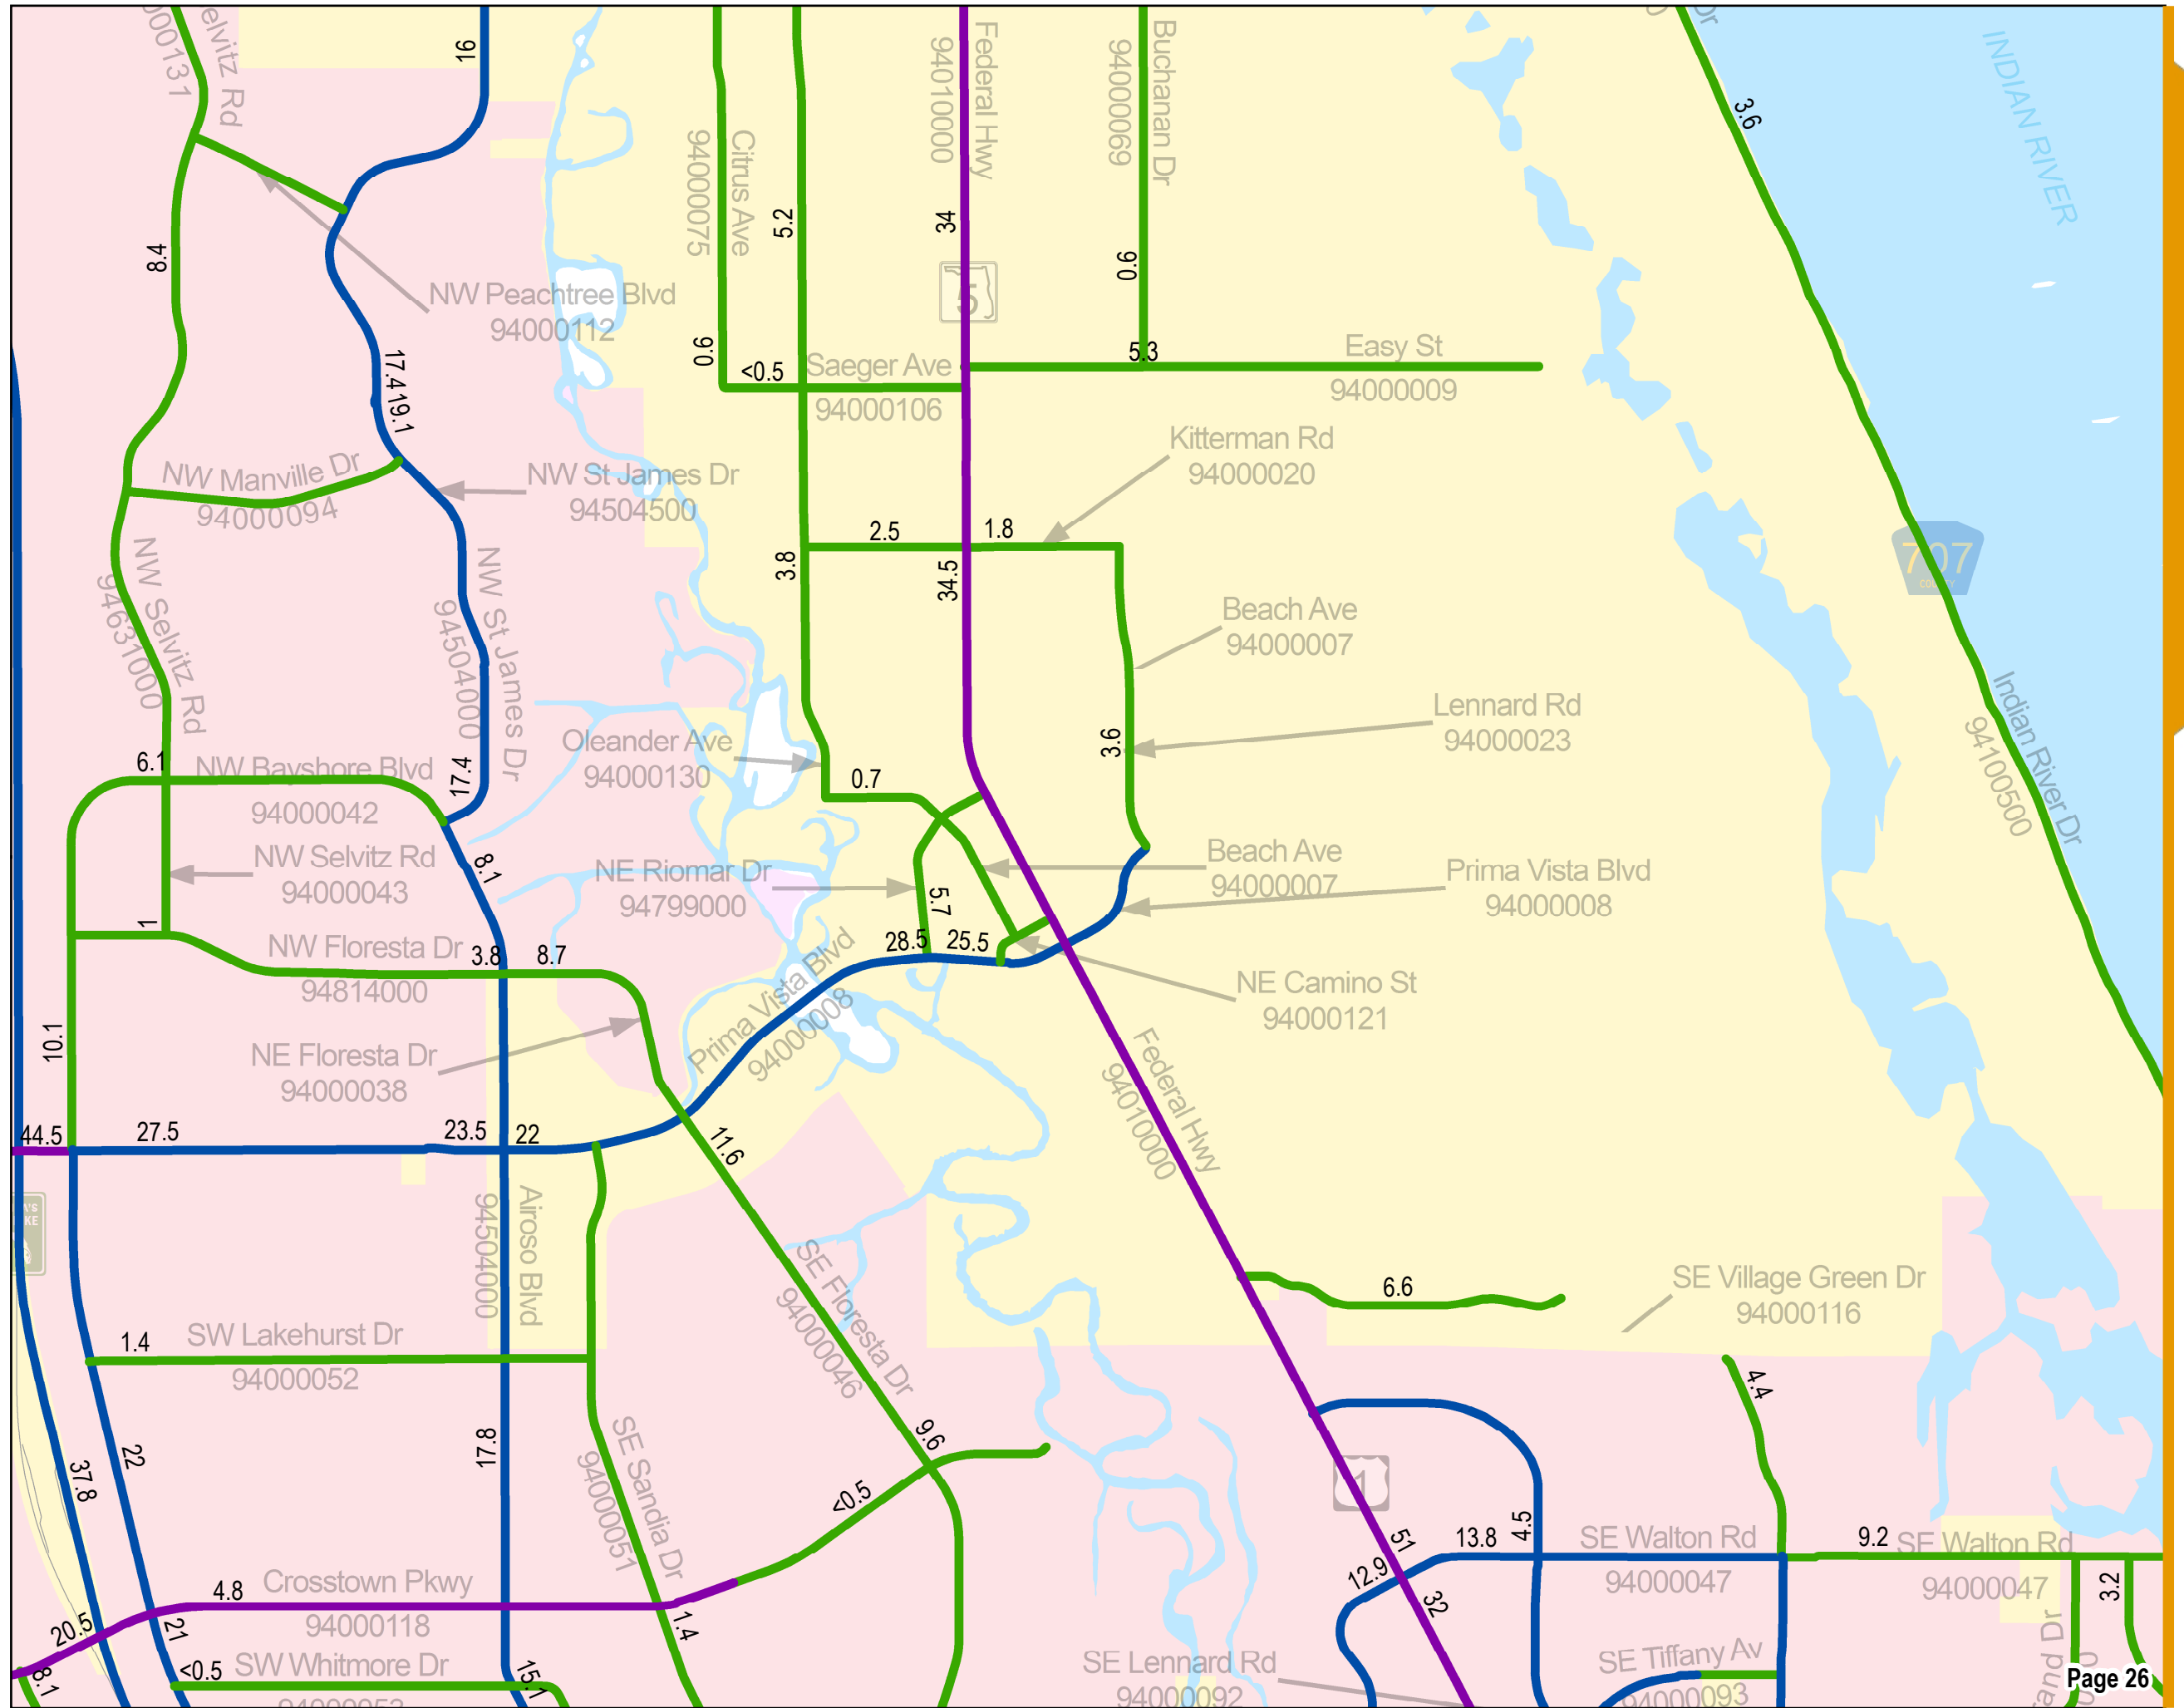 Selvitz Rd
16
Federal Hwy
94010000
Buchanan Dr
94000069
Dr
INDIAN RIVER
3.6
Citrus Ave
94000075
5.2
34
0.6
5
8.4
NW Peachtree Blvd
94000112
17.4
19.1
0.6
<0.5
Saeger Ave
94000106
5.3
Easy St
94000009
Kitterman Rd
94000020
NW Manville Dr
94000094
NW St James Dr
94504500
2.5
1.8
3.8
34.5
707
COUNTY
NW Selvitz Rd
94631000
NW St James Dr
94504000
Beach Ave
94000007
Lennard Rd
94000023
3.6
Indian River Dr
94100500
Oleander Ave
94000130
0.7
6.1
NW Bayshore Blvd
94000042
17.4
NW Selvitz Rd
94000043
8.1
NE Riomar Dr
94799000
5.7
Beach Ave
94000007
Prima Vista Blvd
94000008
1
NW Floresta Dr
94814000
3.8
8.7
28.5
25.5
NE Camino St
94000121
Prima Vista Blvd
94000008
10.1
NE Floresta Dr
94000038
Federal Hwy
94010000
44.5
27.5
23.5
22
11.6
Airoso Blvd
94504000
SE Floresta Dr
94000046
6.6
SE Village Green Dr
94000116
1.4
SW Lakehurst Dr
94000052
4.4
37.8
22
17.8
SE Sandia Dr
94000051
9.6
<0.5
1
51
13.8
4.5
SE Walton Rd
94000047
9.2
SE Walton Rd
94000047
12.9
32
3.2
4.8
Crosstown Pkwy
94000118
20.5
21
1.4
8.1
<0.5
SW Whitmore Dr
94000053
15.1
SE Lennard Rd
94000092
SE Tiffany Av
94000093
Page 26